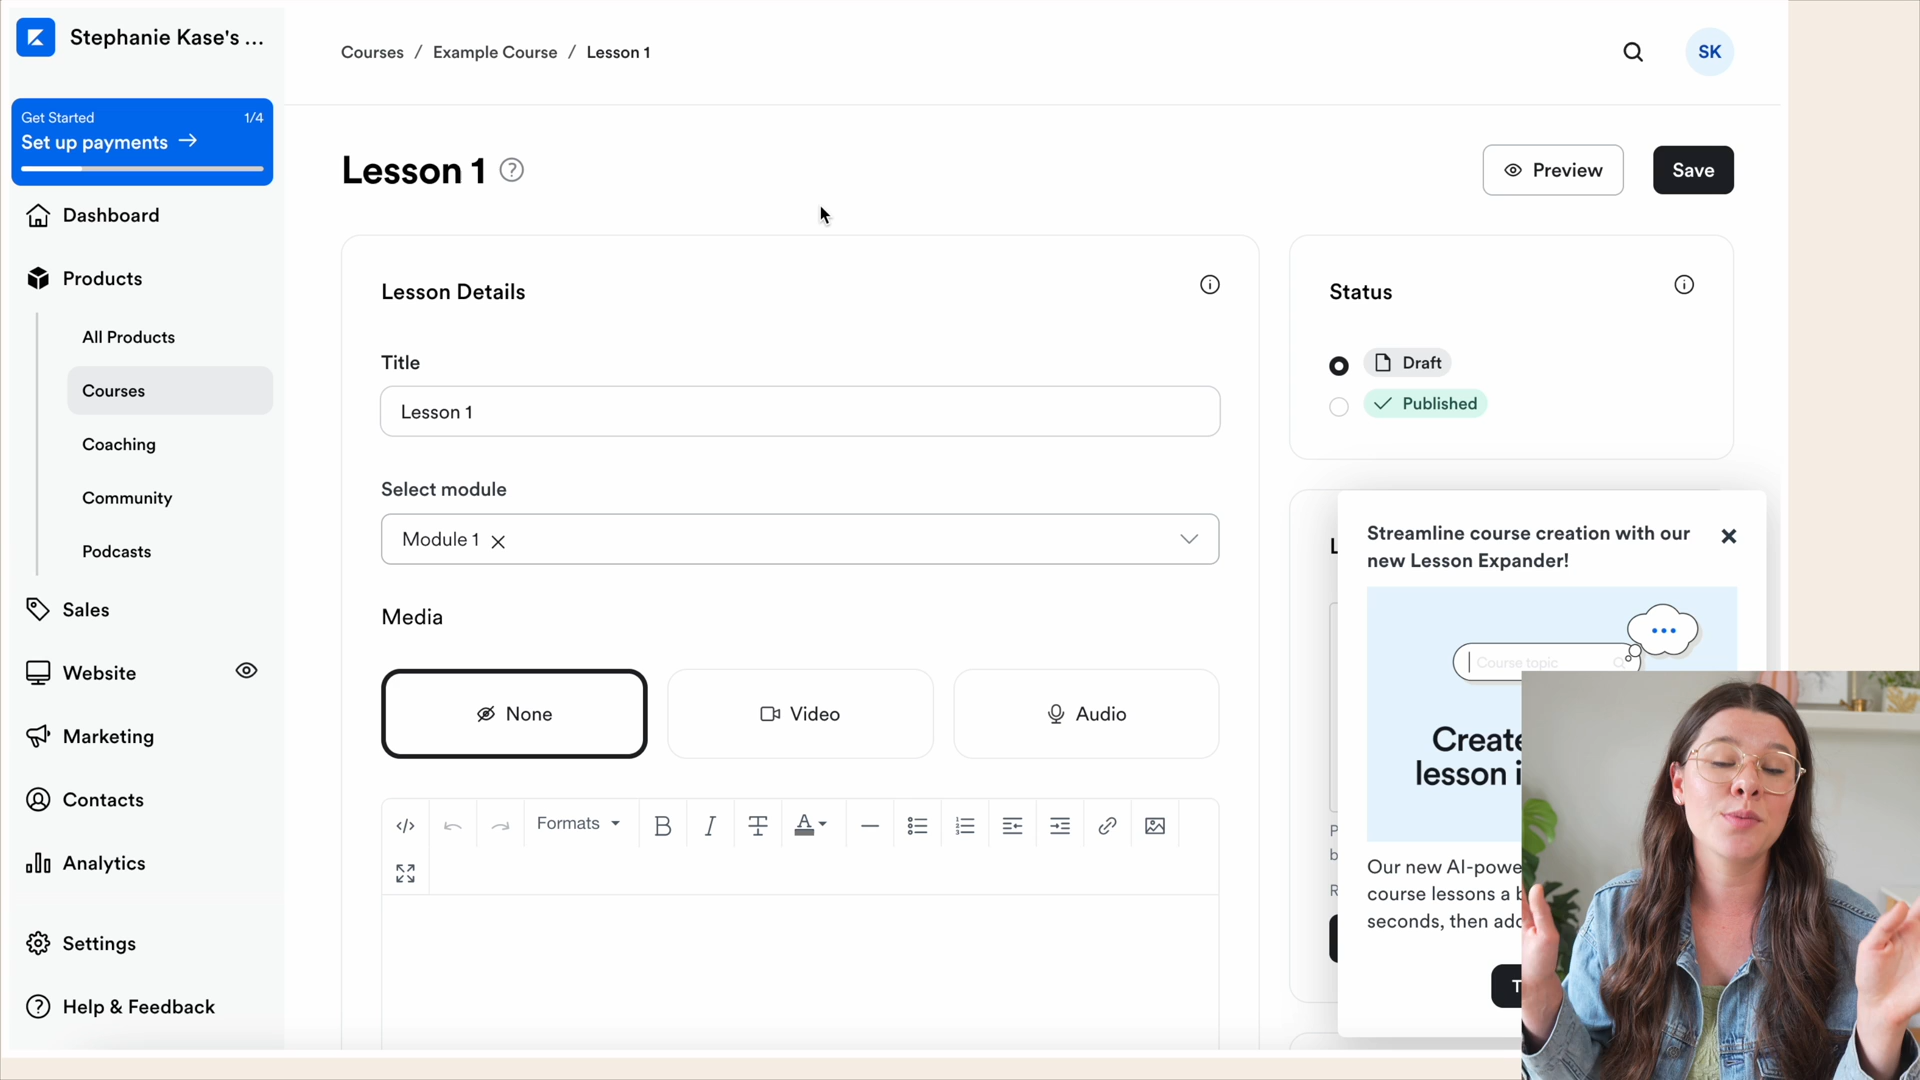 Stephanie Kase's ...
Get Started 1/4
Set up payments →
Dashboard
Products
All Products
Courses
Coaching
Community
Podcasts
Sales
Website
Marketing
Contacts
Analytics
Settings
Help & Feedback
Courses / Example Course / Lesson 1
SK
Lesson 1
Preview
Save
Lesson Details
Title
Lesson 1
Select module
Module 1
Media
None
Video
Audio
Formats
Status
Draft
Published
Streamline course creation with our
new Lesson Expander!
Course topic
Create
lesson i
Our new AI-powe
course lessons a b
seconds, then add
T
L
P
b
R